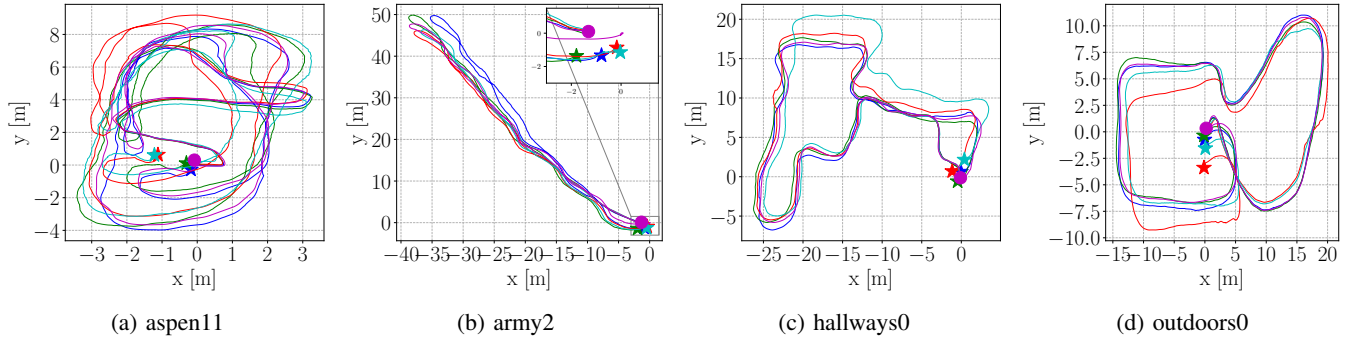 8
6
4
2
0
−2
−4
y [m]
−3 −2 −1 0 1 2 3
x [m]
(a) aspen11
50
40
30
20
10
0
y [m]
−40 −35 −30 −25 −20 −15 −10 −5 0
x [m]
0
−2
−2 0
(b) army2
20
15
10
5
0
−5
y [m]
−25 −20 −15 −10 −5 0
x [m]
(c) hallways0
10.0
7.5
5.0
2.5
0.0
−2.5
−5.0
−7.5
−10.0
y [m]
−15 −10 −5 0 5 10 15 20
x [m]
(d) outdoors0